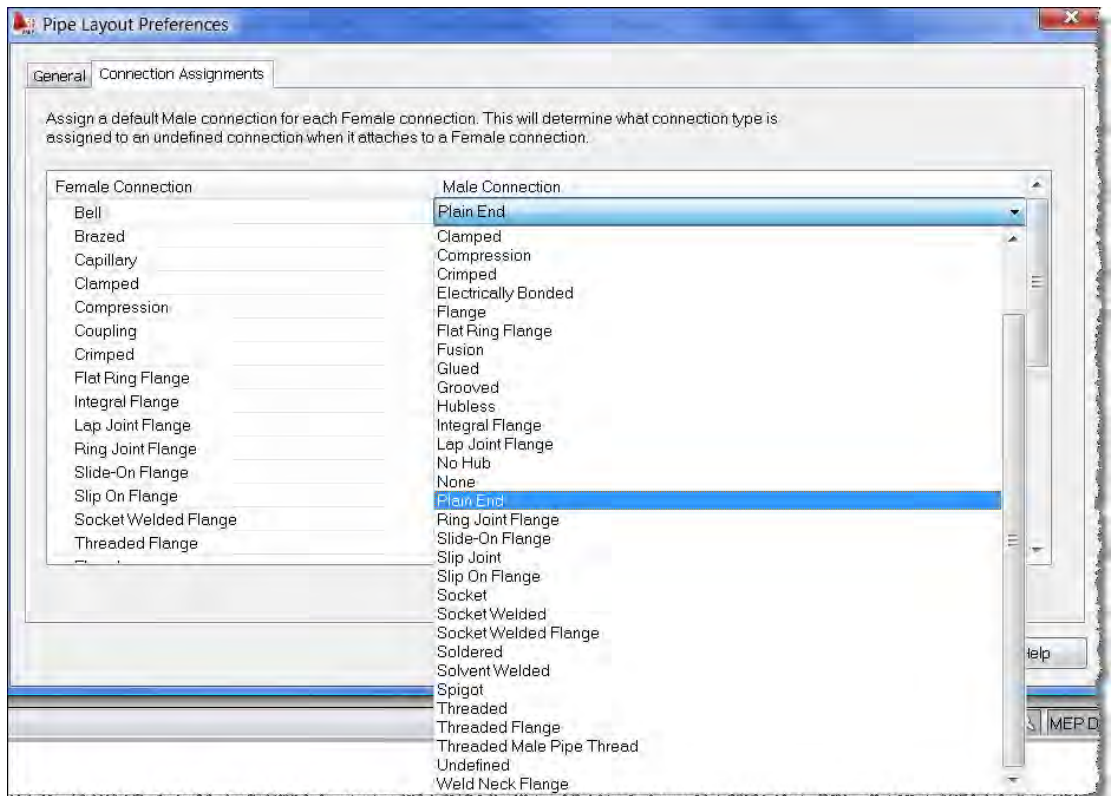 Pipe Layout Preferences
General
Connection Assignments
Assign a default Male connection for each Female connection. This will determine what connection type is
assigned to an undefined connection when it attaches to a Female connection.
Female Connection
Male Connection
Bell
Brazed
Capillary
Clamped
Compression
Coupling
Crimped
Flat Ring Flange
Integral Flange
Lap Joint Flange
Ring Joint Flange
Slide-On Flange
Slip On Flange
Socket Welded Flange
Threaded Flange
Plain End
Clamped
Compression
Crimped
Electrically Bonded
Flange
Flat Ring Flange
Fusion
Glued
Grooved
Hubless
Integral Flange
Lap Joint Flange
No Hub
None
Plain End
Ring Joint Flange
Slide-On Flange
Slip Joint
Slip On Flange
Socket
Socket Welded
Socket Welded Flange
Soldered
Solvent Welded
Spigot
Threaded
Threaded Flange
Threaded Male Pipe Thread
Undefined
Weld Neck Flange
Help
MEP D